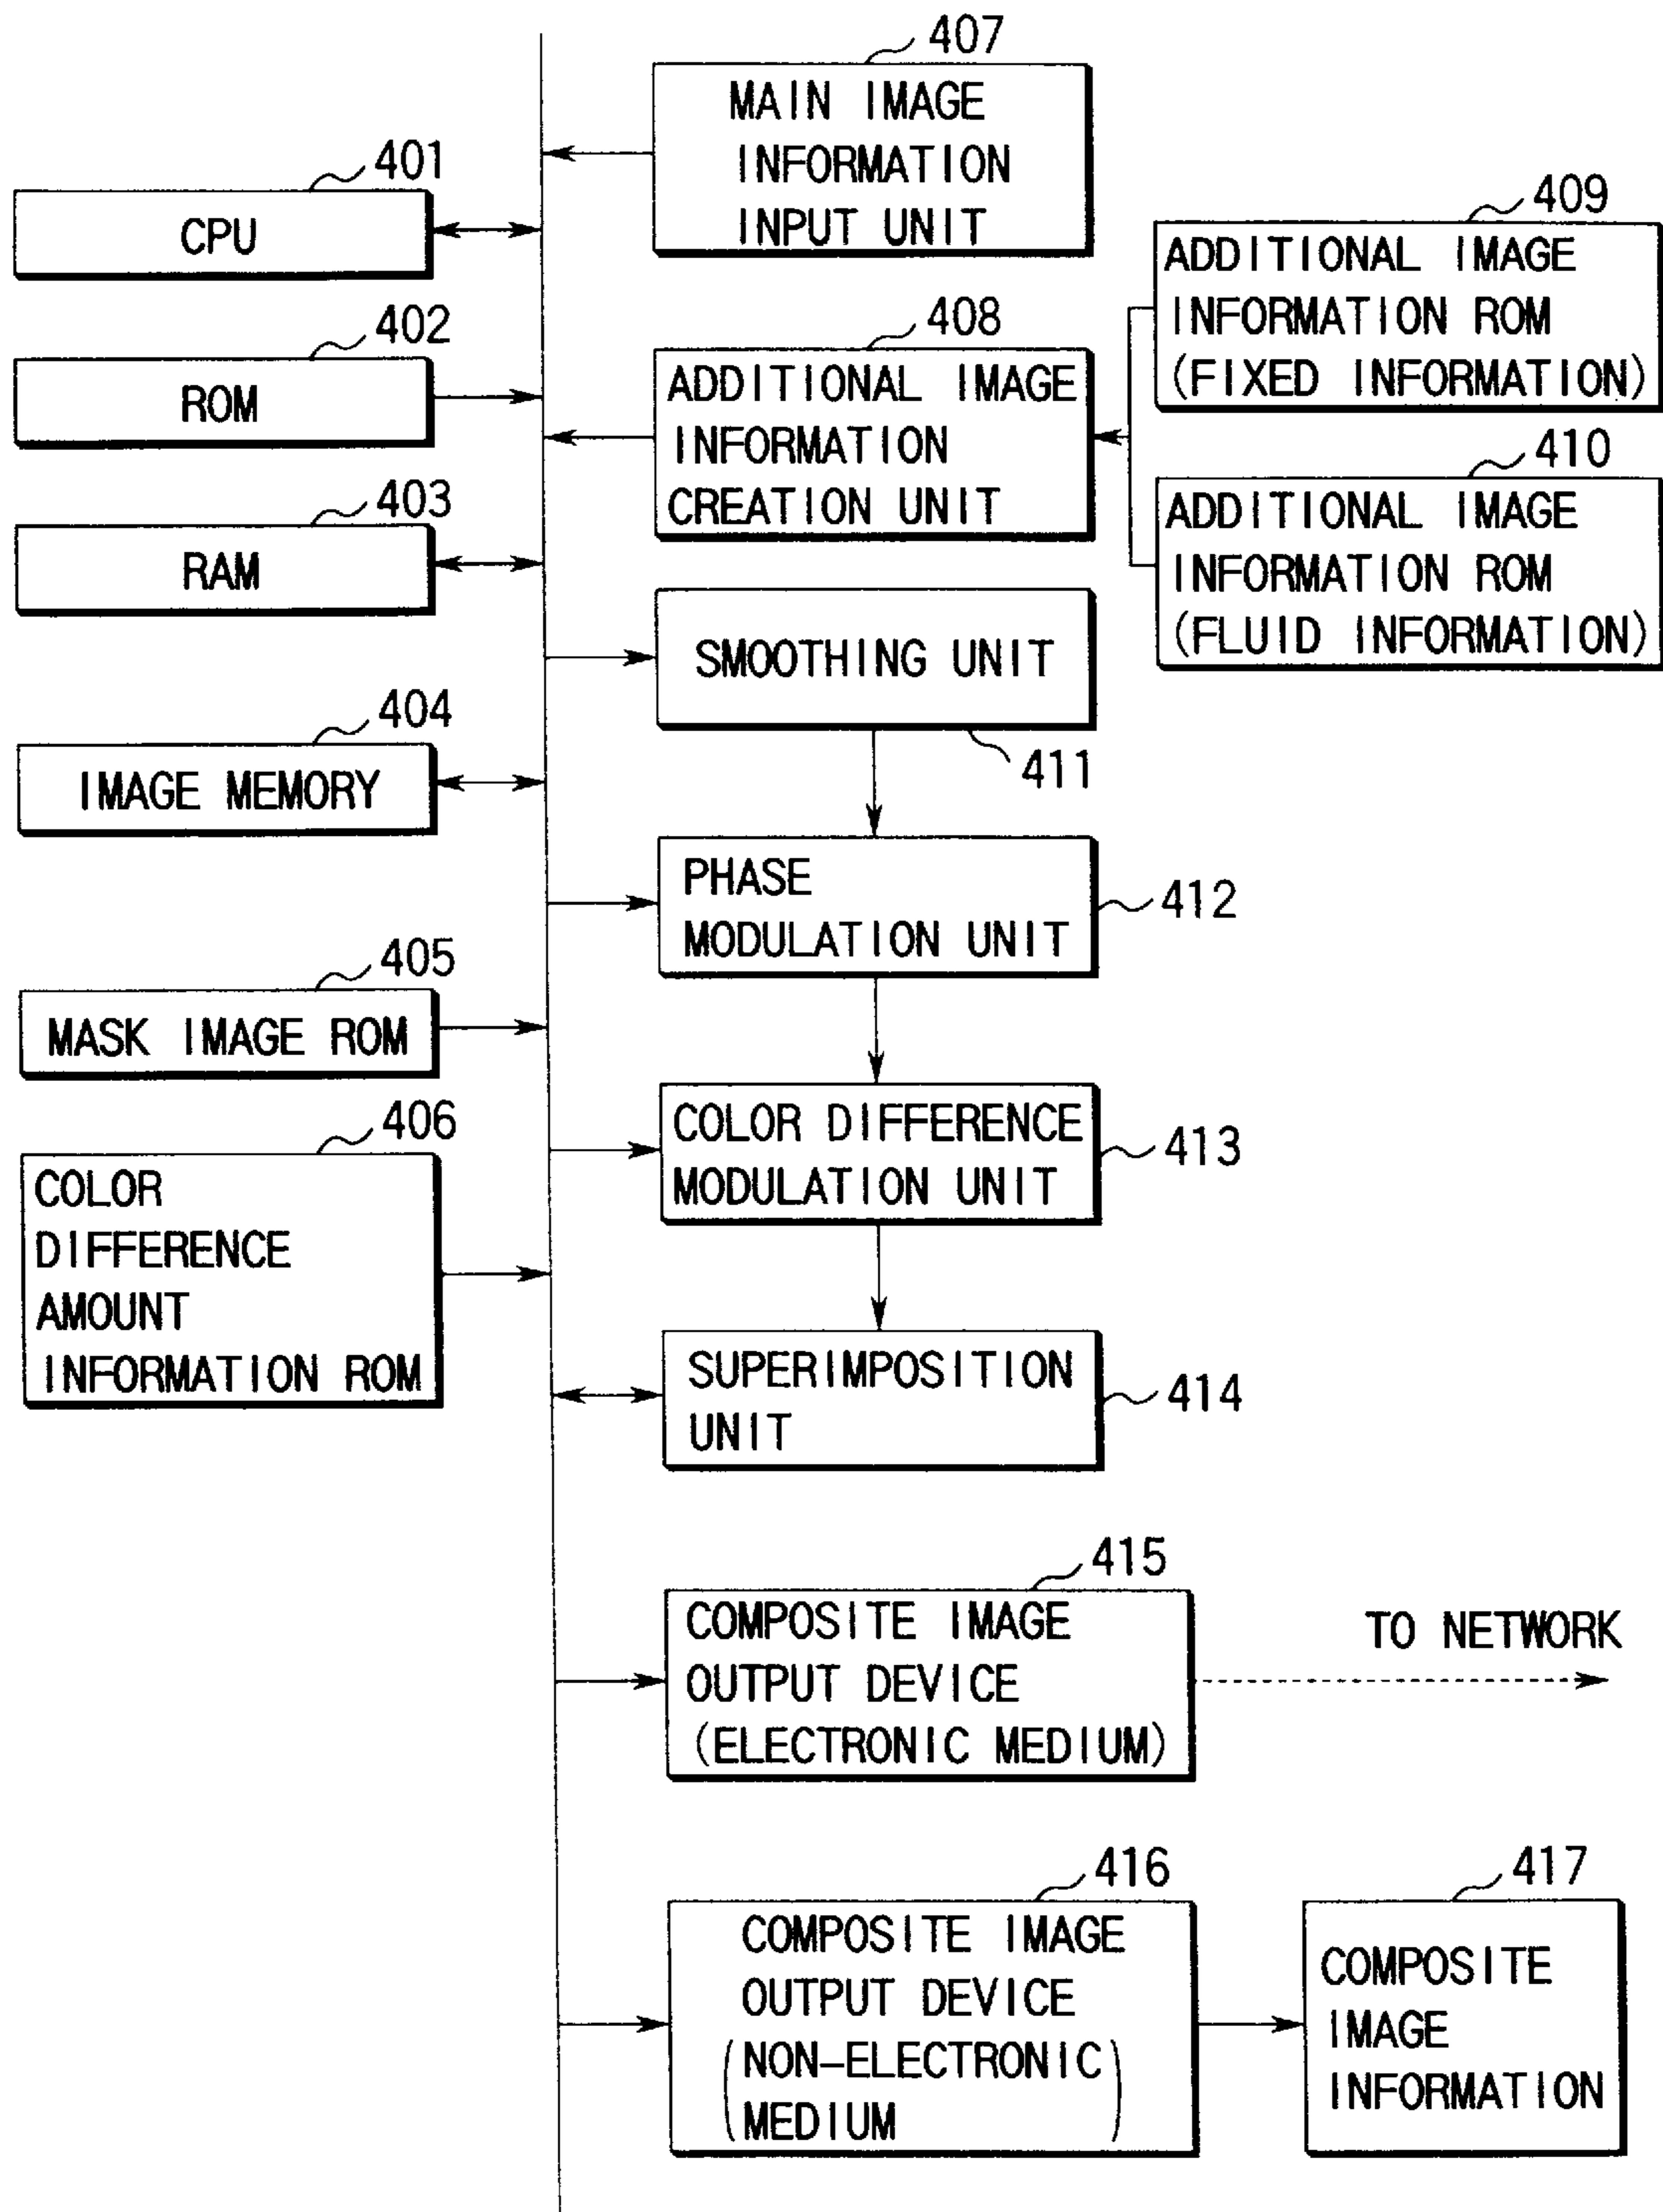 407
MAIN IMAGE
INFORMATION
INPUT UNIT
401
CPU
409
ADDITIONAL IMAGE
INFORMATION ROM
(FIXED INFORMATION)
402
ROM
408
ADDITIONAL IMAGE
INFORMATION
CREATION UNIT
410
ADDITIONAL IMAGE
INFORMATION ROM
(FLUID INFORMATION)
403
RAM
SMOOTHING UNIT
411
404
IMAGE MEMORY
PHASE
MODULATION UNIT
412
405
MASK IMAGE ROM
COLOR DIFFERENCE
MODULATION UNIT
413
406
COLOR
DIFFERENCE
AMOUNT
INFORMATION ROM
SUPERIMPOSITION
UNIT
414
415
COMPOSITE IMAGE
OUTPUT DEVICE
(ELECTRONIC MEDIUM)
TO NETWORK
416
COMPOSITE IMAGE
OUTPUT DEVICE
(NON-ELECTRONIC
MEDIUM)
417
COMPOSITE
IMAGE
INFORMATION